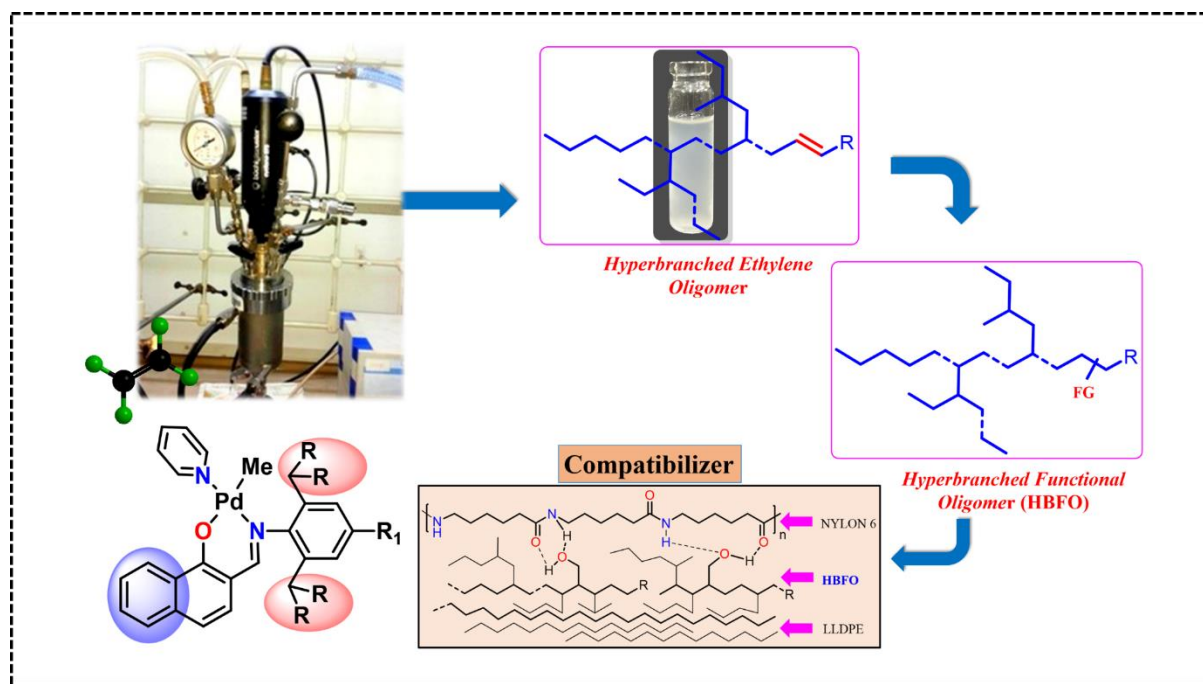 R
Hyperbranched Ethylene
Oligomer
R
FG
Hyperbranched Functional
Oligomer (HBFO)
N
Me
Pd
O
N
R
R
R
R
R1
Compatibilizer
H
N
O
N
H
O
N
H
O
n
NYLON 6
H
O
O
H
R
R
HBFO
LLDPE